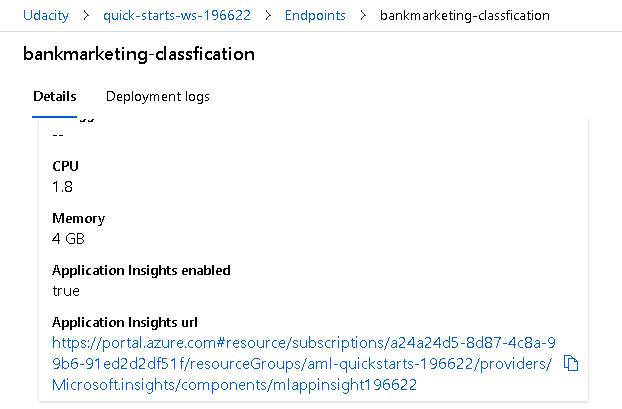 Udacity > quick-starts-ws-196622 > Endpoints > bankmarketing-classfication
bankmarketing-classfication
Details Deployment logs
--
CPU
1.8
Memory
4 GB
Application Insights enabled
true
Application Insights url
https://portal.azure.com#resource/subscriptions/a24a24d5-8d87-4c8a-9
9b6-91ed2d2df51f/resourceGroups/aml-quickstarts-196622/providers/
Microsoft.insights/components/mlappinsight196622